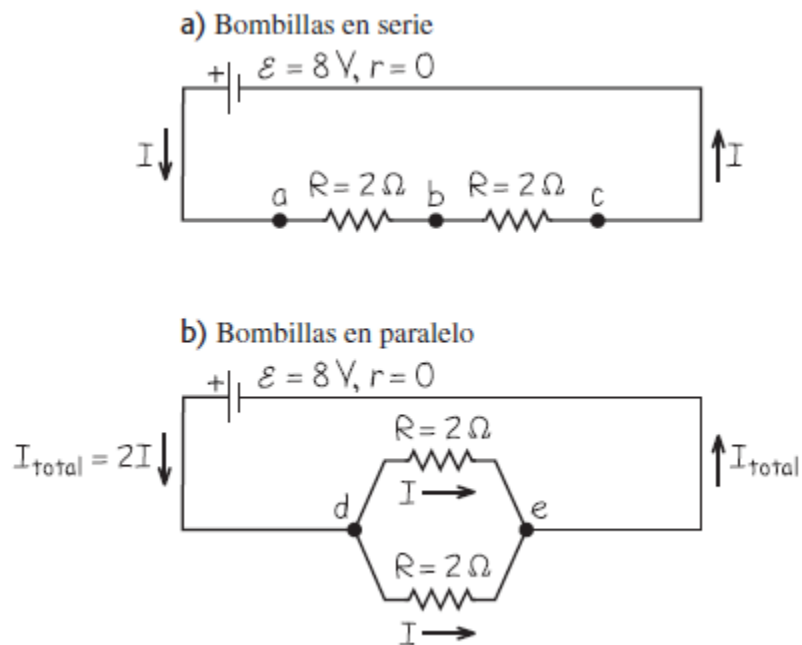 a) Bombillas en serie
+ ℰ = 8 V, r = 0
I I
a R = 2 Ω b R = 2 Ω c
b) Bombillas en paralelo
+ ℰ = 8 V, r = 0
R = 2 Ω
I_total = 2I I_total
I
d e
R = 2 Ω
I